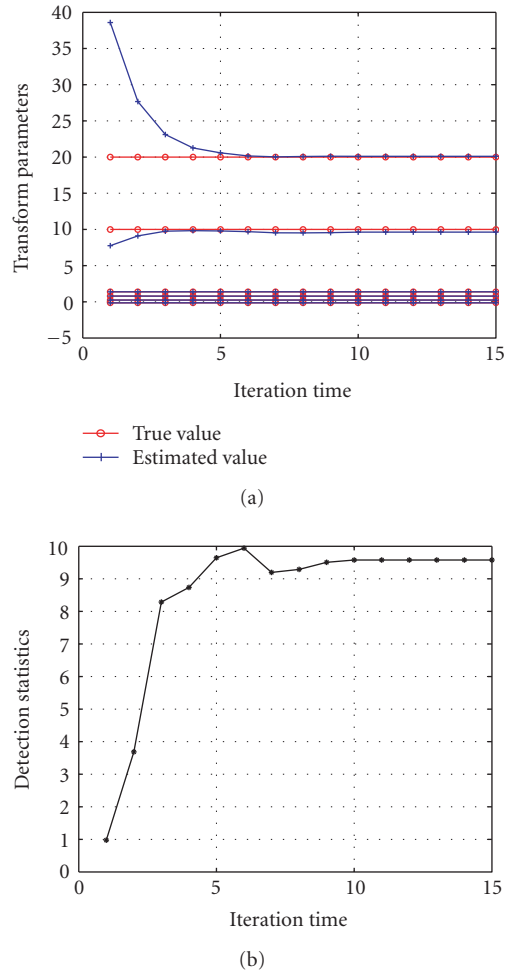 40
35
30
25
20
15
10
5
0
−5
Transform parameters
0 5 10 15
Iteration time
True value
Estimated value
(a)
10
9
8
7
6
5
4
3
2
1
0
Detection statistics
0 5 10 15
Iteration time
(b)